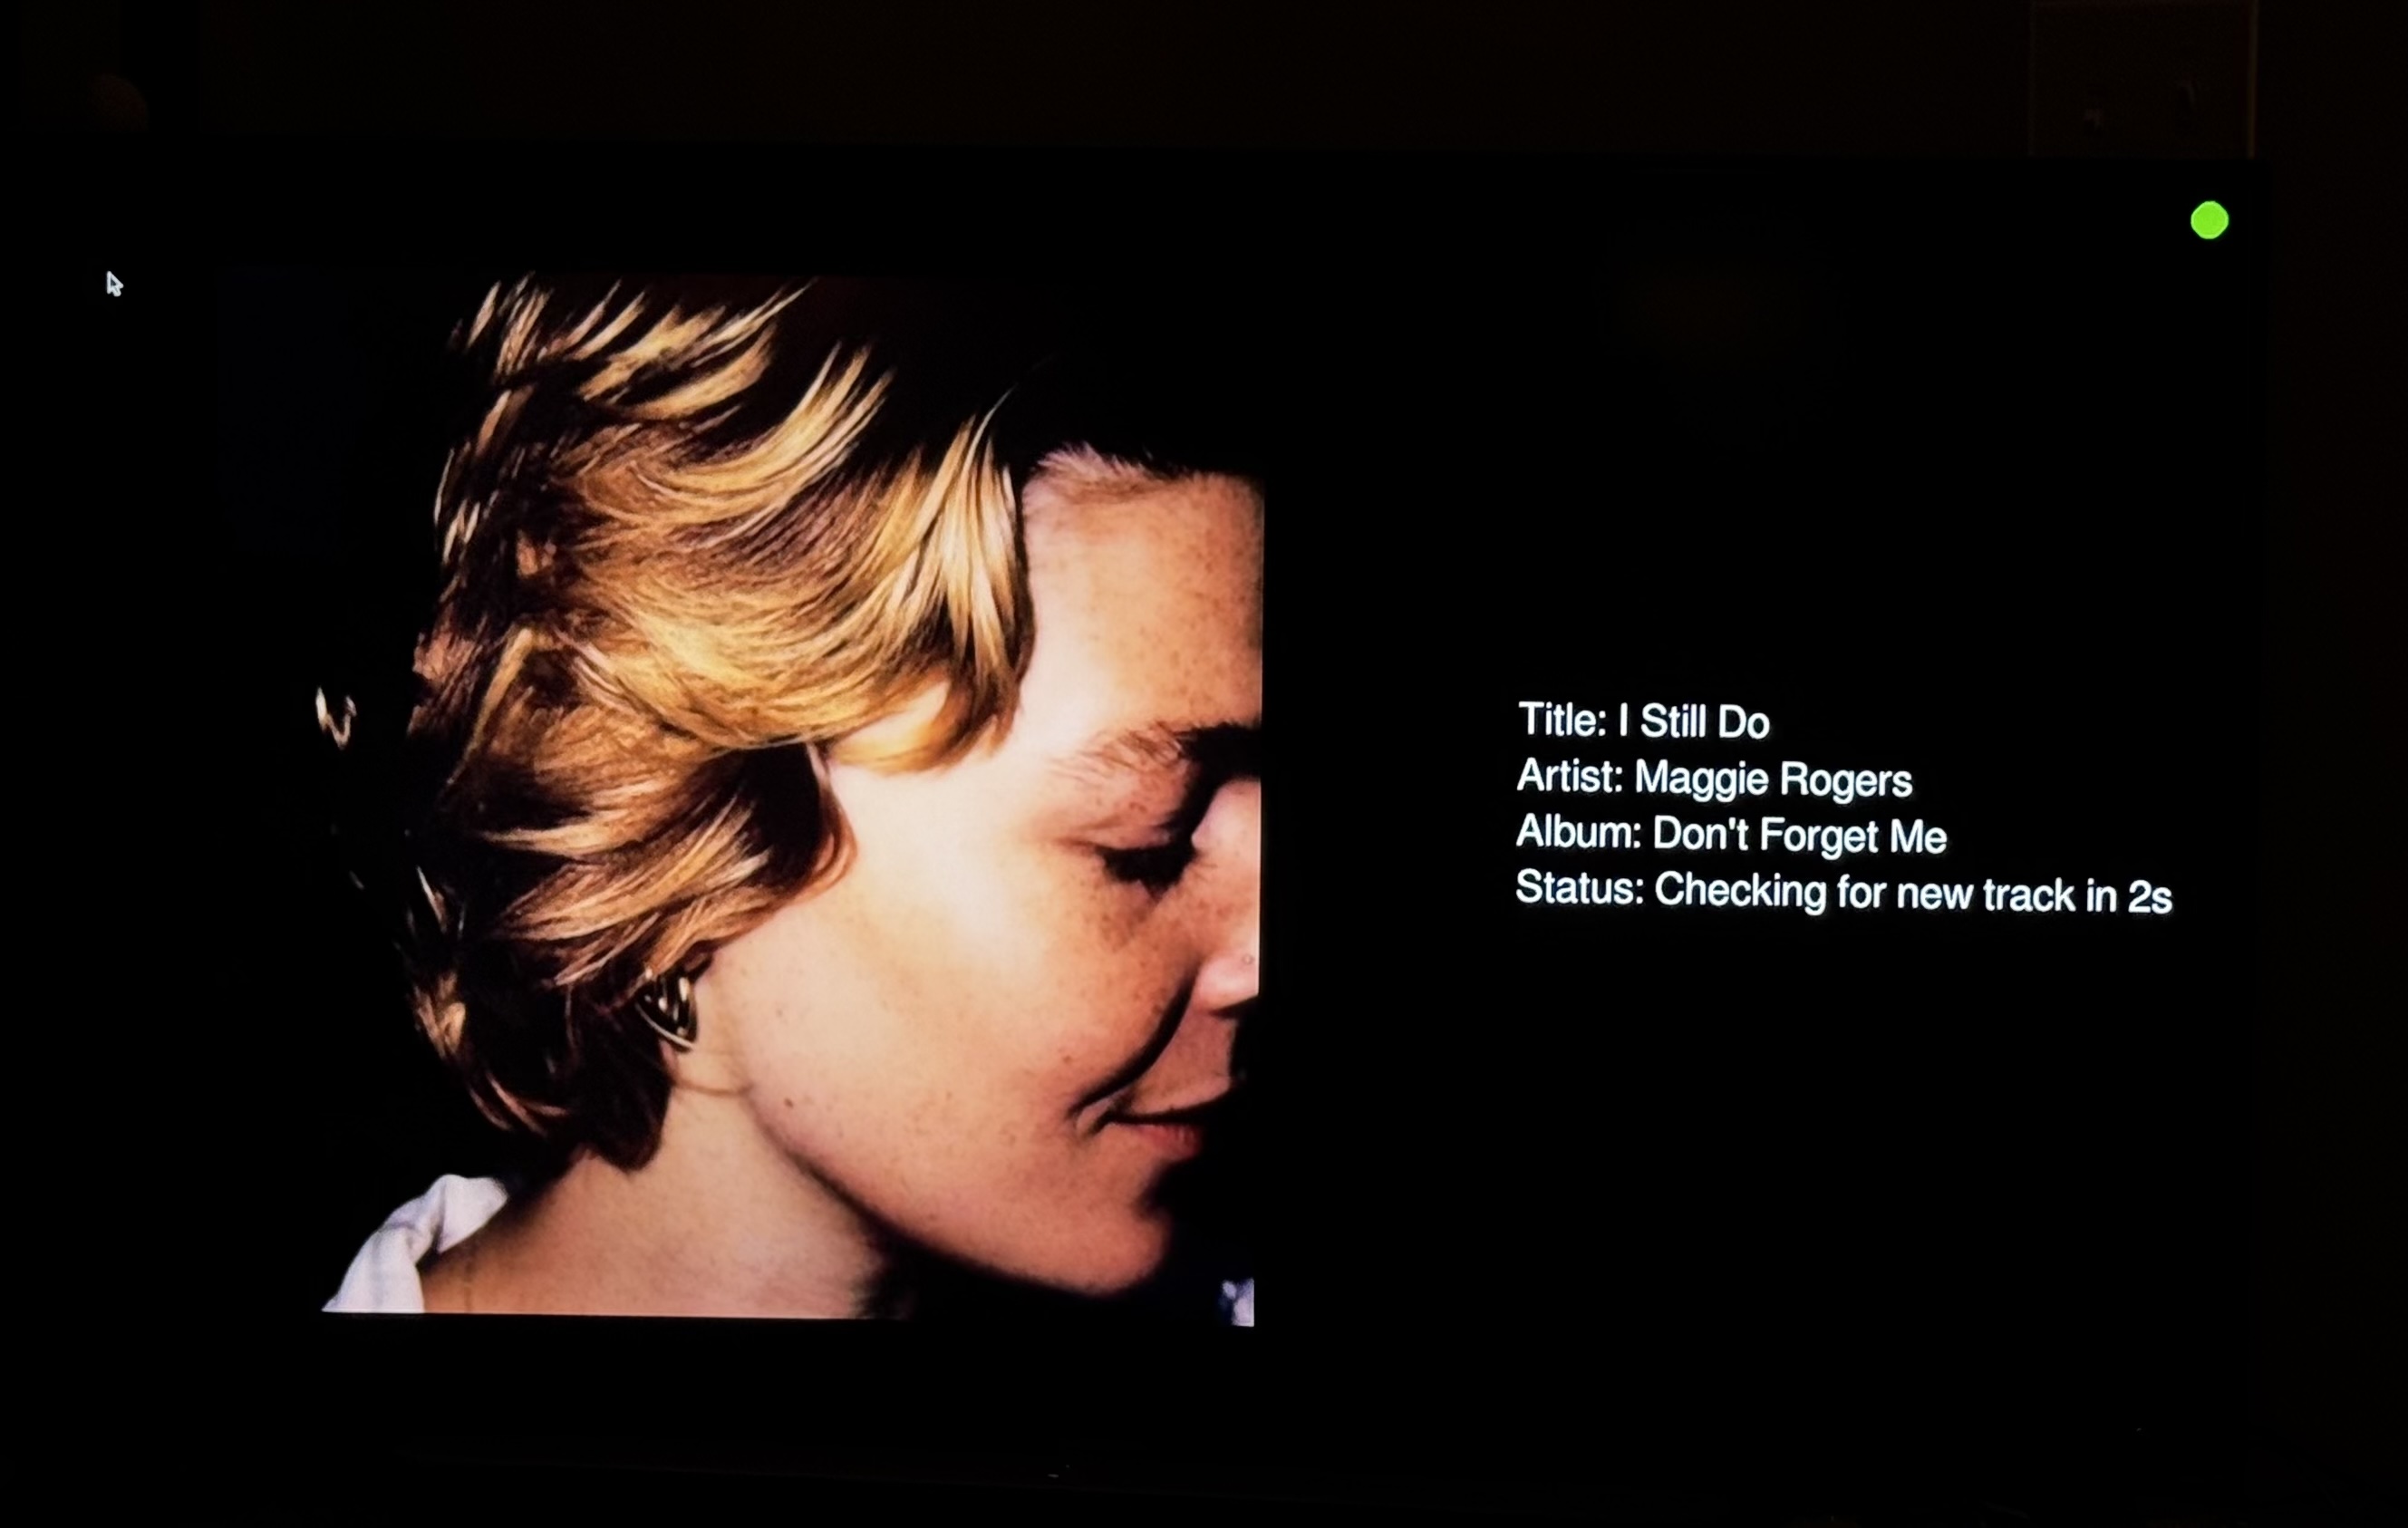 Title: I Still Do
Artist: Maggie Rogers
Album: Don't Forget Me
Status: Checking for new track in 2s